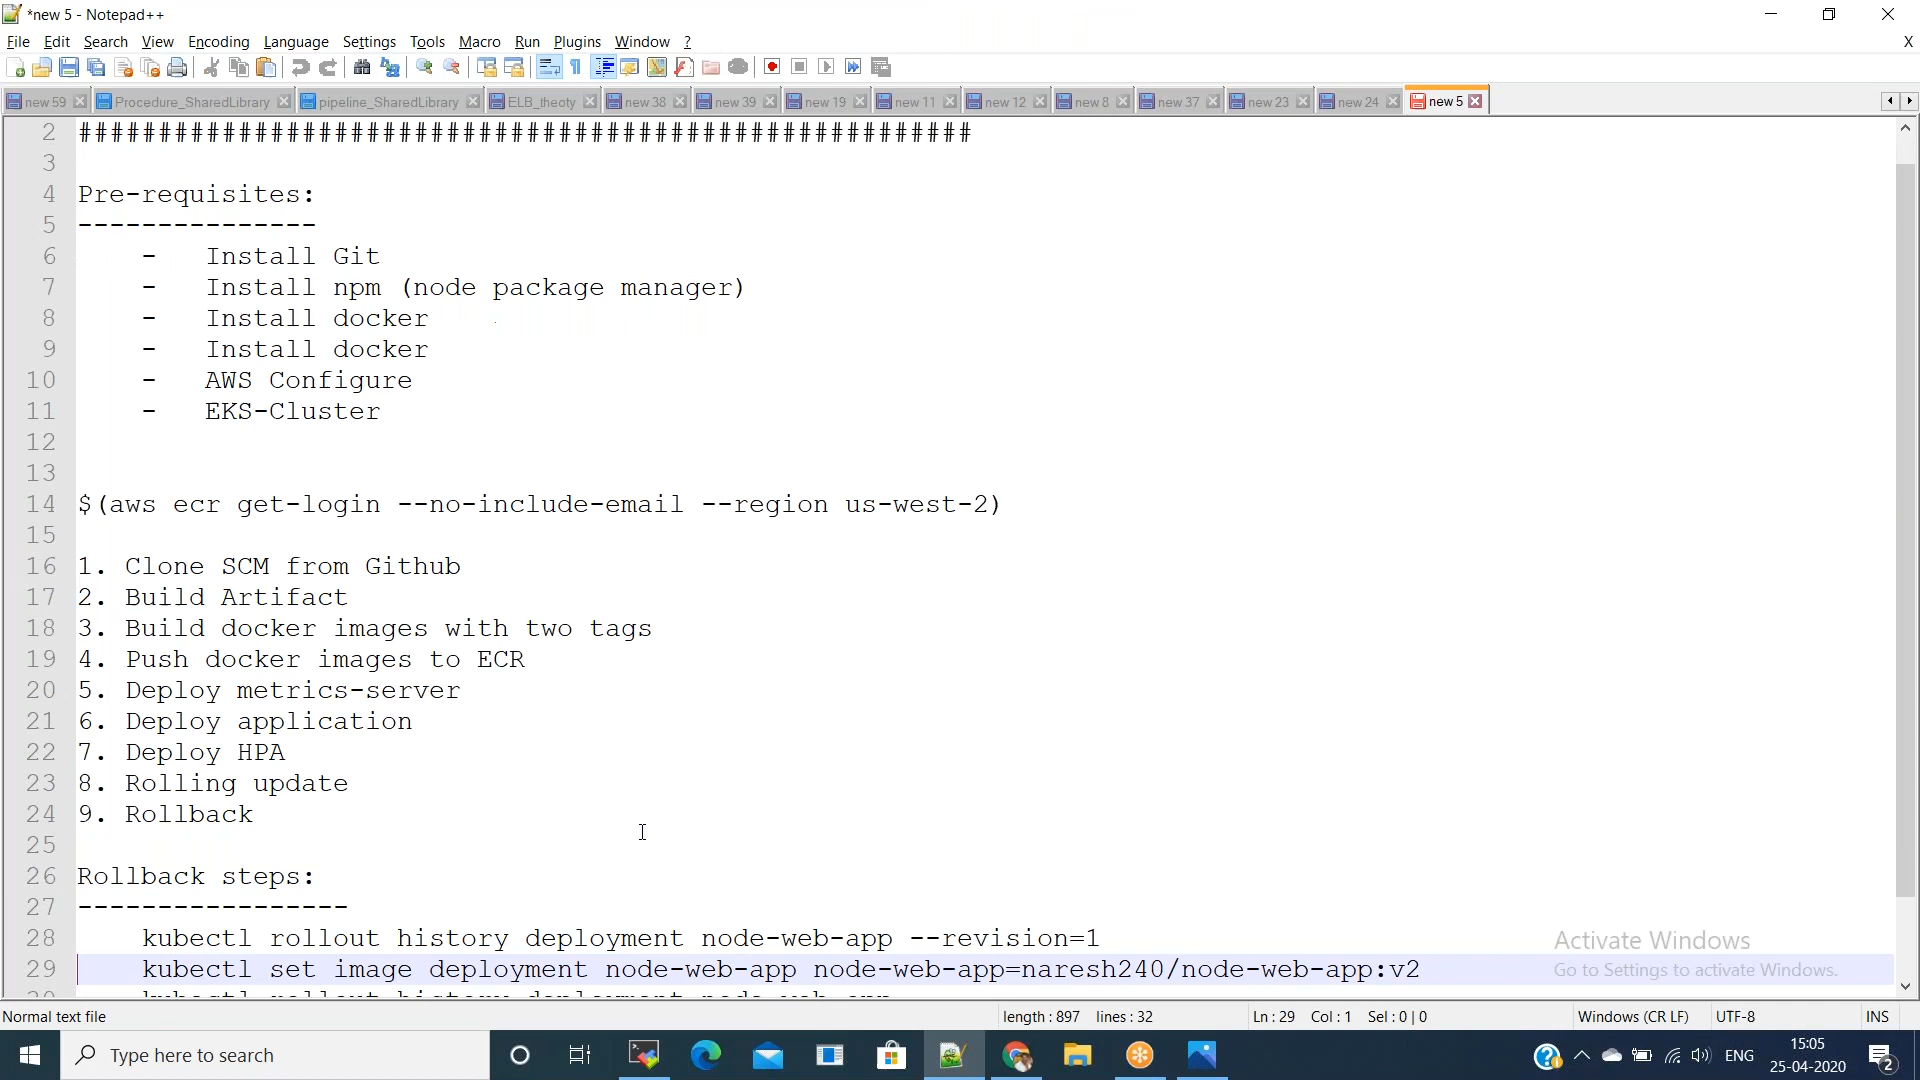 *new 5 - Notepad++
File Edit Search View Encoding Language Settings Tools Macro Run Plugins Window ?
X
new 59 Procedure_SharedLibrary pipeline_SharedLibrary ELB_theoty new 38 new 39 new 19 new 11 new 12 new 8 new 37 new 23 new 24 new 5
2 ########################################################
3
4 Pre-requisites:
5 ---------------
6 - Install Git
7 - Install npm (node package manager)
8 - Install docker
9 - Install docker
10 - AWS Configure
11 - EKS-Cluster
12
13
14 $(aws ecr get-login --no-include-email --region us-west-2)
15
16 1. Clone SCM from Github
17 2. Build Artifact
18 3. Build docker images with two tags
19 4. Push docker images to ECR
20 5. Deploy metrics-server
21 6. Deploy application
22 7. Deploy HPA
23 8. Rolling update
24 9. Rollback
25
26 Rollback steps:
27 -----------------
28 kubectl rollout history deployment node-web-app --revision=1
29 kubectl set image deployment node-web-app node-web-app=naresh240/node-web-app:v2
30 kubectl rollout history deployment node-web-app
Activate Windows
Go to Settings to activate Windows.
Normal text file length : 897 lines : 32 Ln : 29 Col : 1 Sel : 0 | 0 Windows (CR LF) UTF-8 INS
Type here to search
ENG
15:05
25-04-2020
2